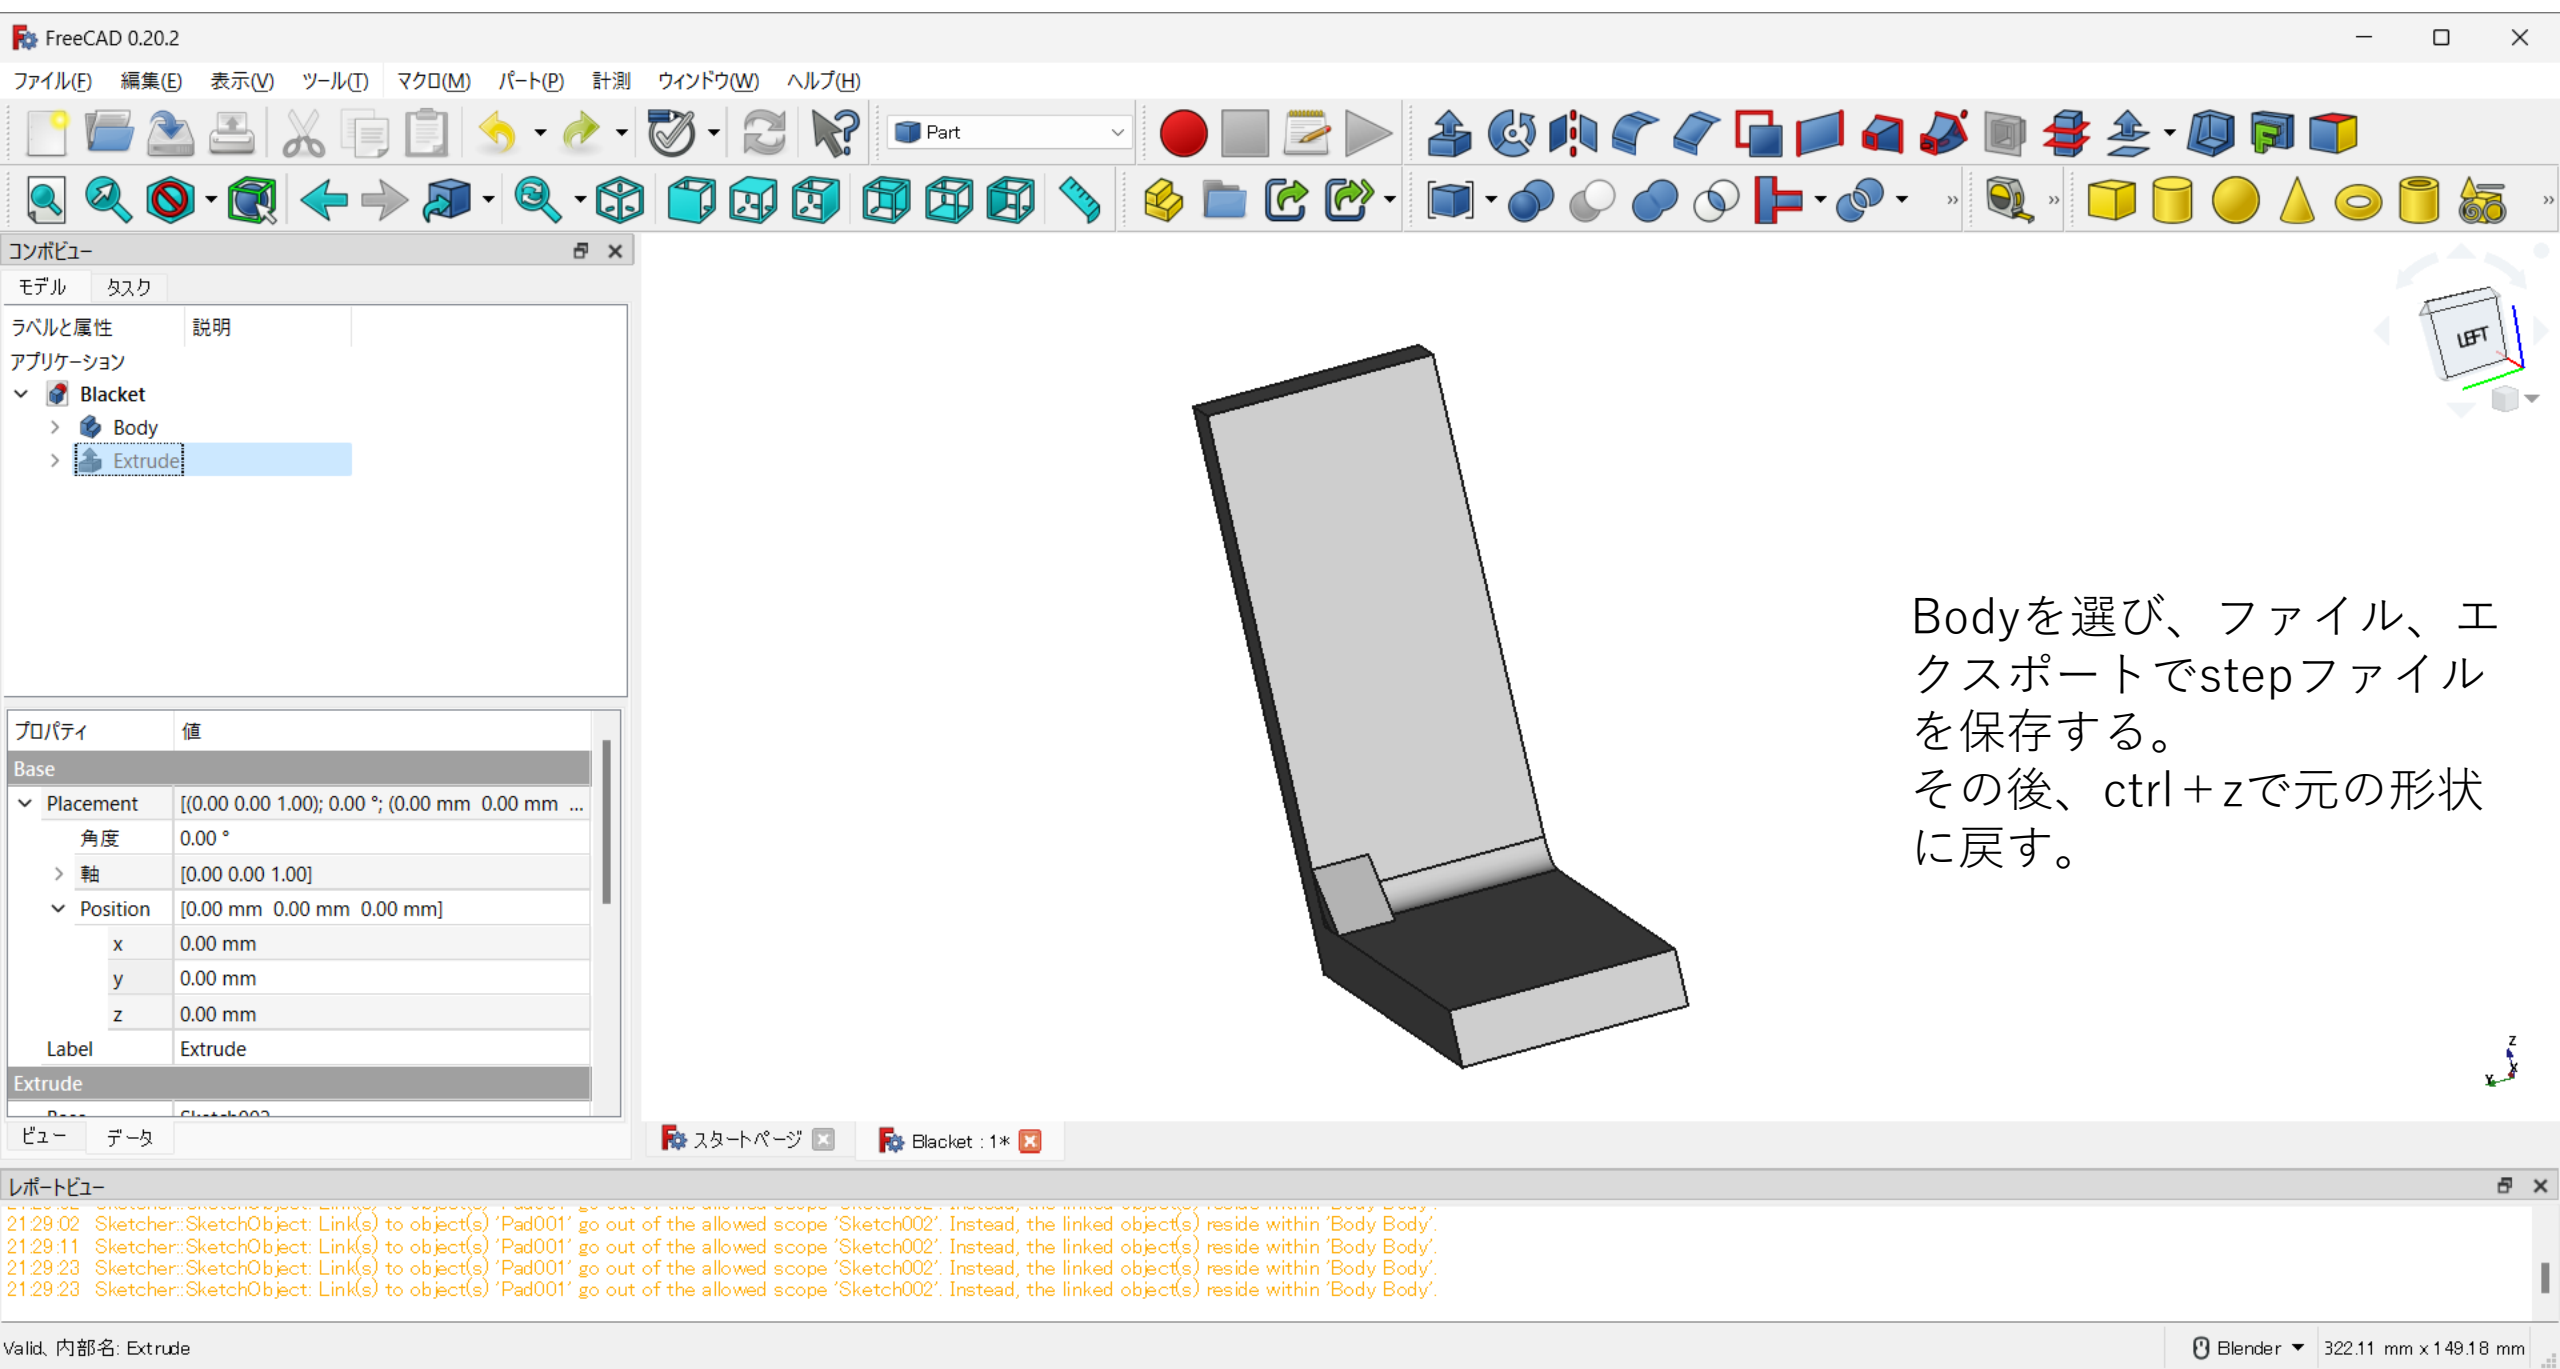 FreeCAD 0.20.2
ファイル(F) 編集(E) 表示(V) ツール(T) マクロ(M) パート(P) 計測 ウィンドウ(W) ヘルプ(H)
Part
コンボビュー
モデル タスク
ラベルと属性 説明
アプリケーション
Blacket
Body
Extrude
LEFT
Bodyを選び、ファイル、エ
クスポートでstepファイル
を保存する。
その後、ctrl＋zで元の形状
に戻す。
プロパティ 値
Base
Placement [(0.00 0.00 1.00); 0.00 °; (0.00 mm 0.00 mm ...
角度 0.00 °
軸 [0.00 0.00 1.00]
Position [0.00 mm 0.00 mm 0.00 mm]
x 0.00 mm
y 0.00 mm
z 0.00 mm
Label Extrude
Extrude
Base Sketch002
Z
X
Y
ビュー データ
スタートページ Blacket : 1*
レポートビュー
21:29:02 Sketcher::SketchObject: Link(s) to object(s) 'Pad001' go out of the allowed scope 'Sketch002'. Instead, the linked object(s) reside within 'Body Body'.
21:29:11 Sketcher::SketchObject: Link(s) to object(s) 'Pad001' go out of the allowed scope 'Sketch002'. Instead, the linked object(s) reside within 'Body Body'.
21:29:23 Sketcher::SketchObject: Link(s) to object(s) 'Pad001' go out of the allowed scope 'Sketch002'. Instead, the linked object(s) reside within 'Body Body'.
21:29:23 Sketcher::SketchObject: Link(s) to object(s) 'Pad001' go out of the allowed scope 'Sketch002'. Instead, the linked object(s) reside within 'Body Body'.
Valid、内部名: Extrude
Blender 322.11 mm x 149.18 mm